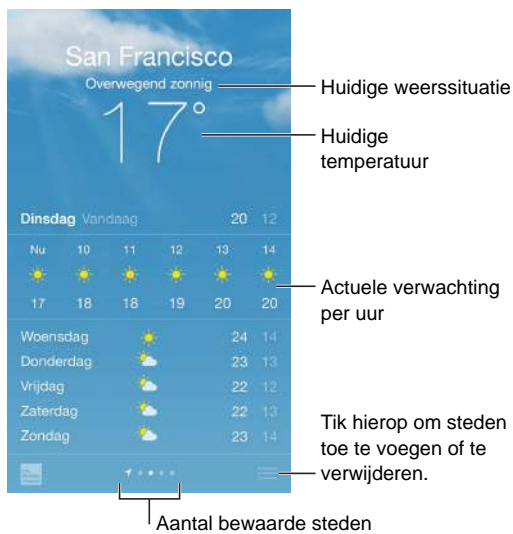 San Francisco
Overwegend zonnig
Huidige weerssituatie
17°
Huidige
temperatuur
Dinsdag Vandaag 20 12
Nu 10 11 12 13 14
17 18 18 19 20 20
Actuele verwachting
per uur
Woensdag 24 14
Donderdag 23 13
Vrijdag 22 12
Zaterdag 22 13
Zondag 23 14
Tik hierop om steden
toe te voegen of te
verwijderen.
Aantal bewaarde steden